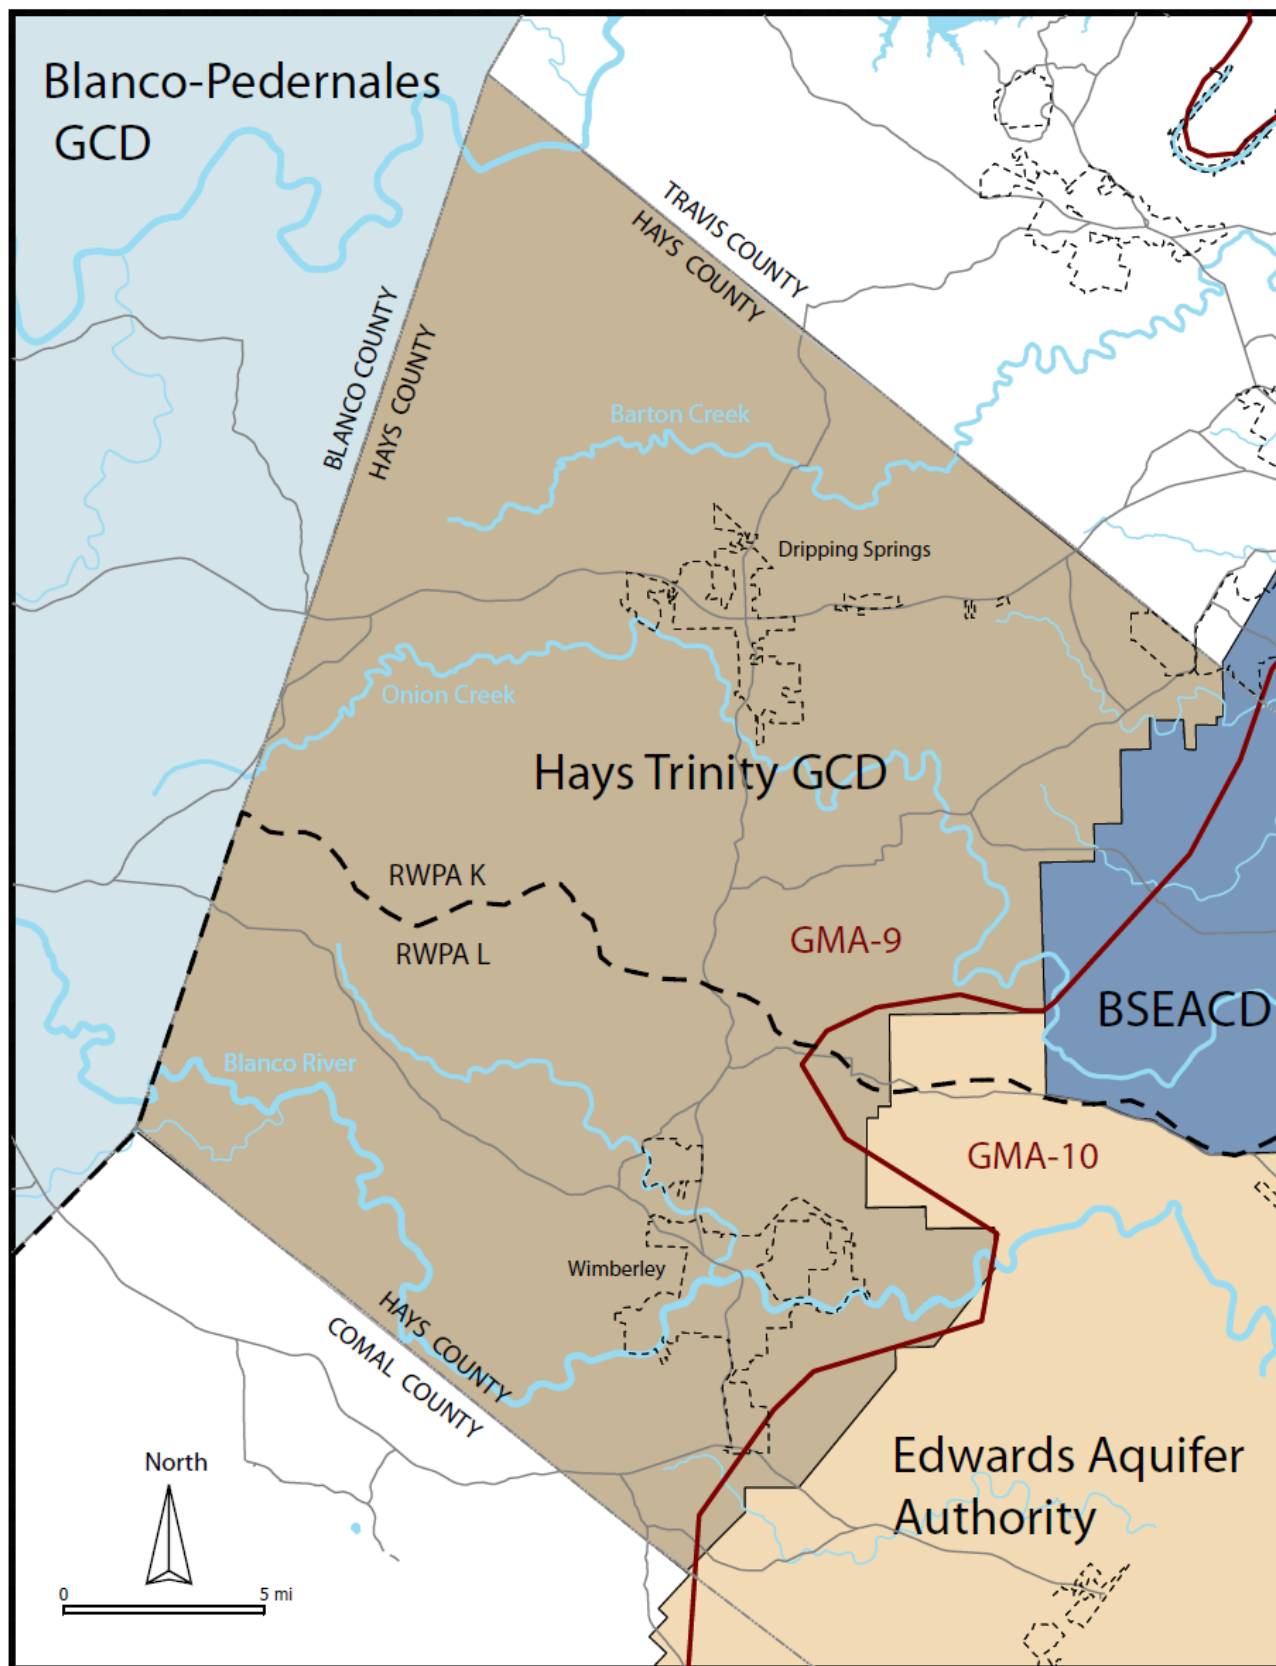 Blanco-Pedernales
GCD
TRAVIS COUNTY
HAYS COUNTY
BLANCO COUNTY
HAYS COUNTY
Barton Creek
Dripping Springs
Onion Creek
Hays Trinity GCD
RWPA K
GMA-9
RWPA L
BSEACD
Blanco River
GMA-10
Wimberley
HAYS COUNTY
COMAL COUNTY
Edwards Aquifer
Authority
North
0 5 mi